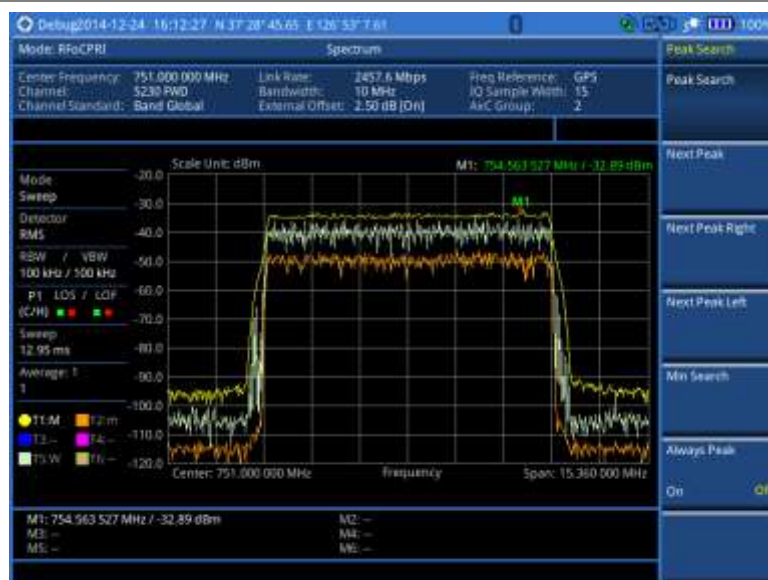 Debug2014-12-24 16:12:27 N 37° 28' 45.65 E 126° 53' 7.61 100%
Mode: RFoCPRI Spectrum Peak Search
Center Frequency: 751.000 000 MHz Link Rate: 2457.6 Mbps Freq Reference: GPS
Channel: 5230 FWD Bandwidth: 10 MHz IQ Sample Width: 15
Channel Standard: Band Global External Offset: 2.50 dB [On] AxC Group: 2
Peak Search
Next Peak
Next Peak Right
Next Peak Left
Min Search
Always Peak
On Of
Scale Unit: dBm M1: 754.563 527 MHz / -32.89 dBm
M1
-20.0
-30.0
-40.0
-50.0
-60.0
-70.0
-80.0
-90.0
-100.0
-110.0
-120.0
Mode
Sweep
Detector
RMS
RBW / VBW
100 kHz / 100 kHz
P1 LOS / LOF
(C/H)
Sweep
12.95 ms
Average: 1
1
T1:M T2:m
T3:-- T4:--
T5:W T6:--
Center: 751.000 000 MHz Frequency Span: 15.360 000 MHz
M1: 754.563 527 MHz / -32.89 dBm M2: --
M3: -- M4: --
M5: -- M6: --